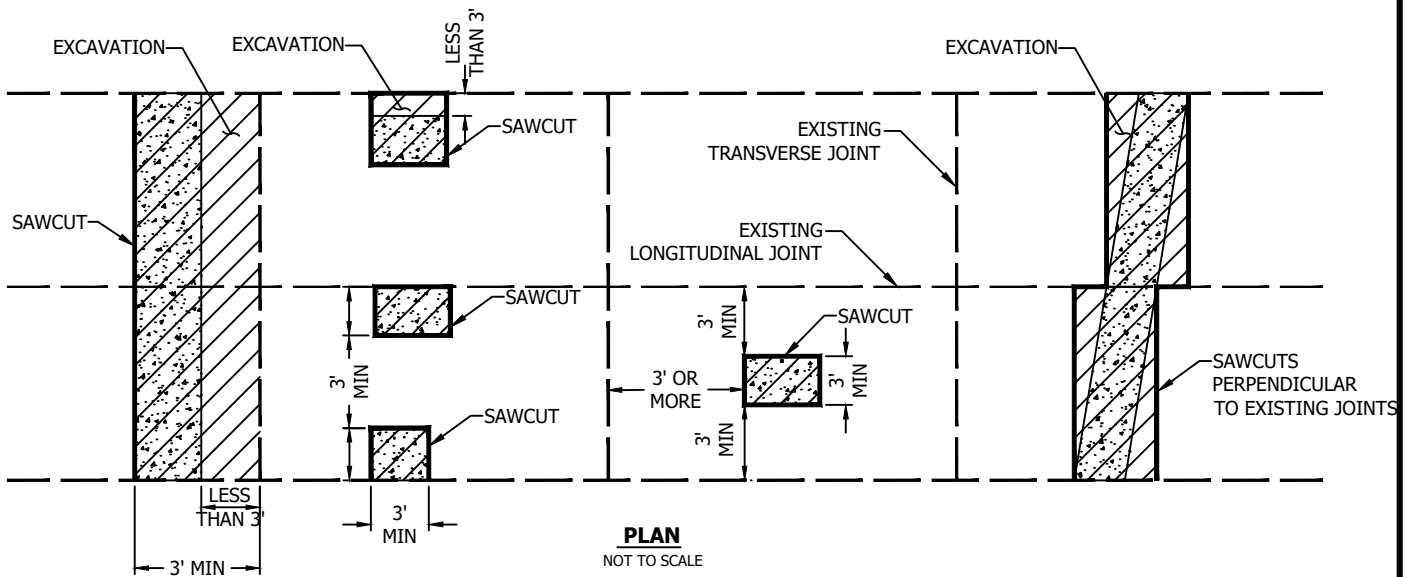 EXCAVATION
EXCAVATION
LESS
THAN 3'
EXCAVATION
SAWCUT
EXISTING
TRANSVERSE JOINT
SAWCUT
EXISTING
LONGITUDINAL JOINT
SAWCUT
3'
MIN
SAWCUT
3'
MIN
3' OR
MORE
3'
MIN
SAWCUTS
PERPENDICULAR
TO EXISTING JOINTS
SAWCUT
3'
MIN
LESS
THAN 3'
3'
MIN
3' MIN
PLAN
NOT TO SCALE